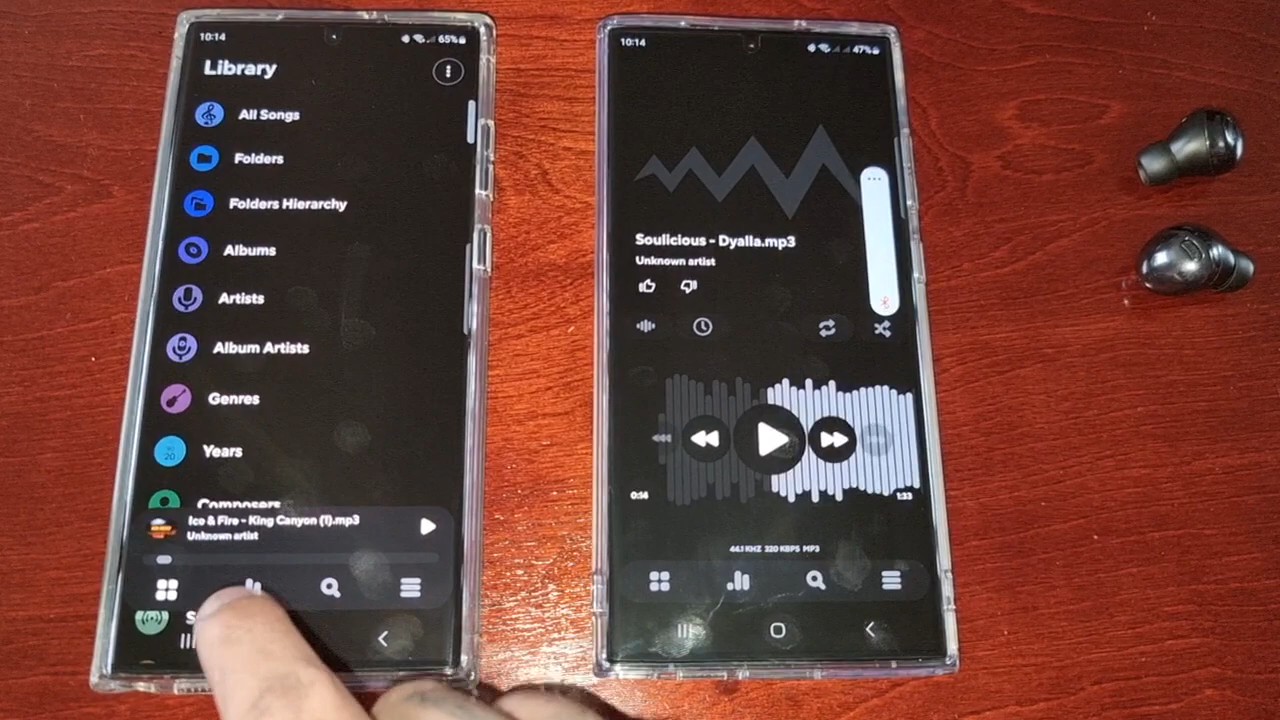 10:14
65%
Library
All Songs
Folders
Folders Hierarchy
Albums
Artists
Album Artists
Genres
Years
Composers
Ice & Fire - King Canyon (1).mp3
Unknown artist
10:14
47%
Soulicious - Dyalla.mp3
Unknown artist
0:14
1:33
44.1 KHZ 320 KBPS MP3